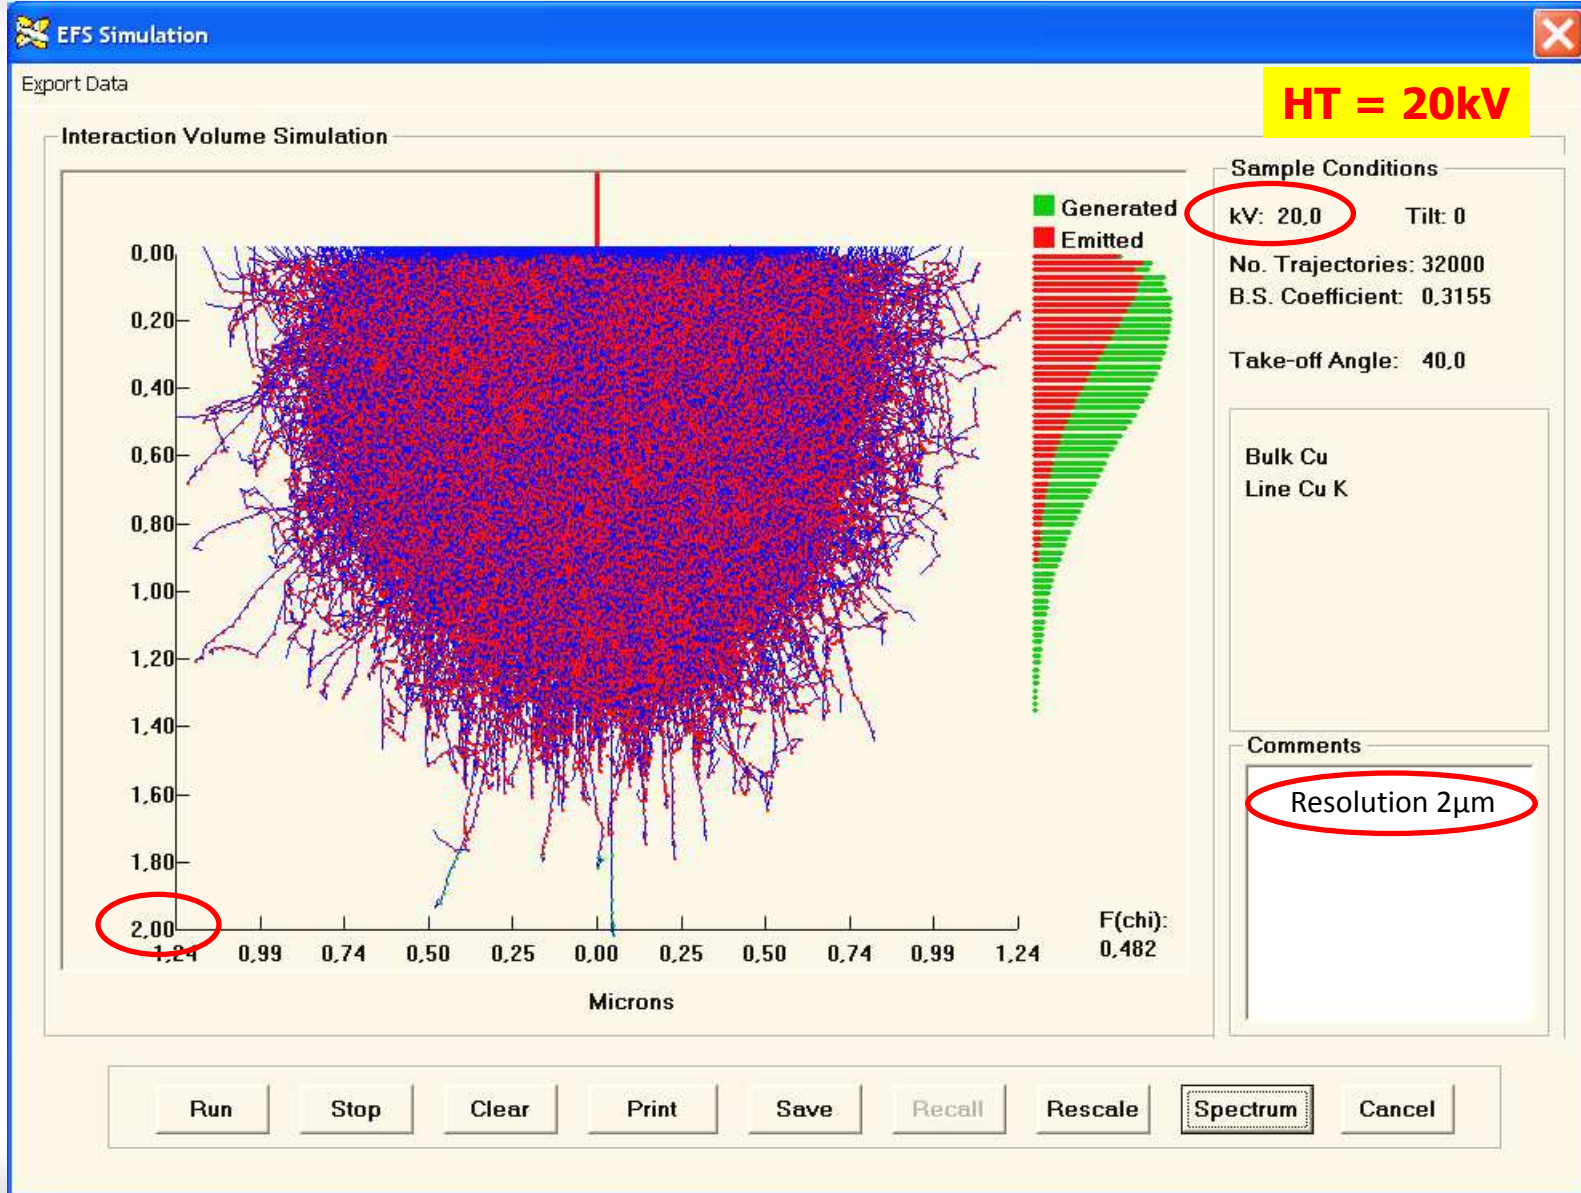 EFS Simulation
Export Data
HT = 20kV
Interaction Volume Simulation
Sample Conditions
Generated
Emitted
kV: 20,0 Tilt: 0
No. Trajectories: 32000
B.S. Coefficient: 0,3155
Take-off Angle: 40,0
Bulk Cu
Line Cu K
0,00
0,20
0,40
0,60
0,80
1,00
1,20
1,40
1,60
1,80
2,00
1,24 0,99 0,74 0,50 0,25 0,00 0,25 0,50 0,74 0,99 1,24
Microns
F(chi):
0,482
Comments
Resolution 2µm
Run Stop Clear Print Save Recall Rescale Spectrum Cancel